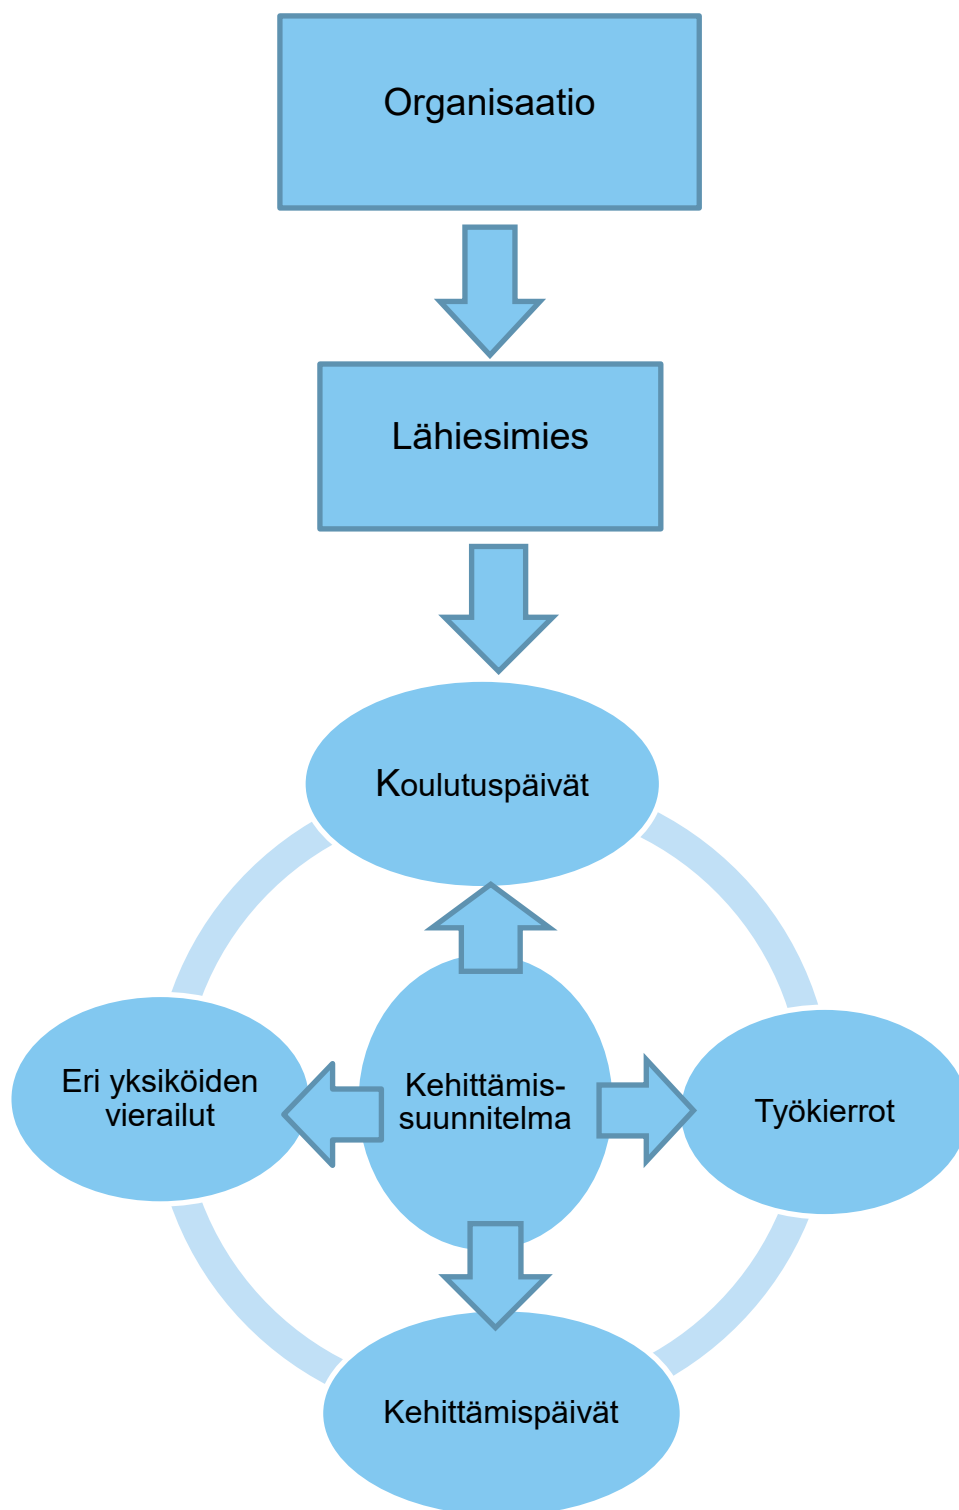 Organisaatio
Lähiesimies
Koulutuspäivät
Eri yksiköiden
vierailut
Kehittämis-
suunnitelma
Työkierrot
Kehittämispäivät